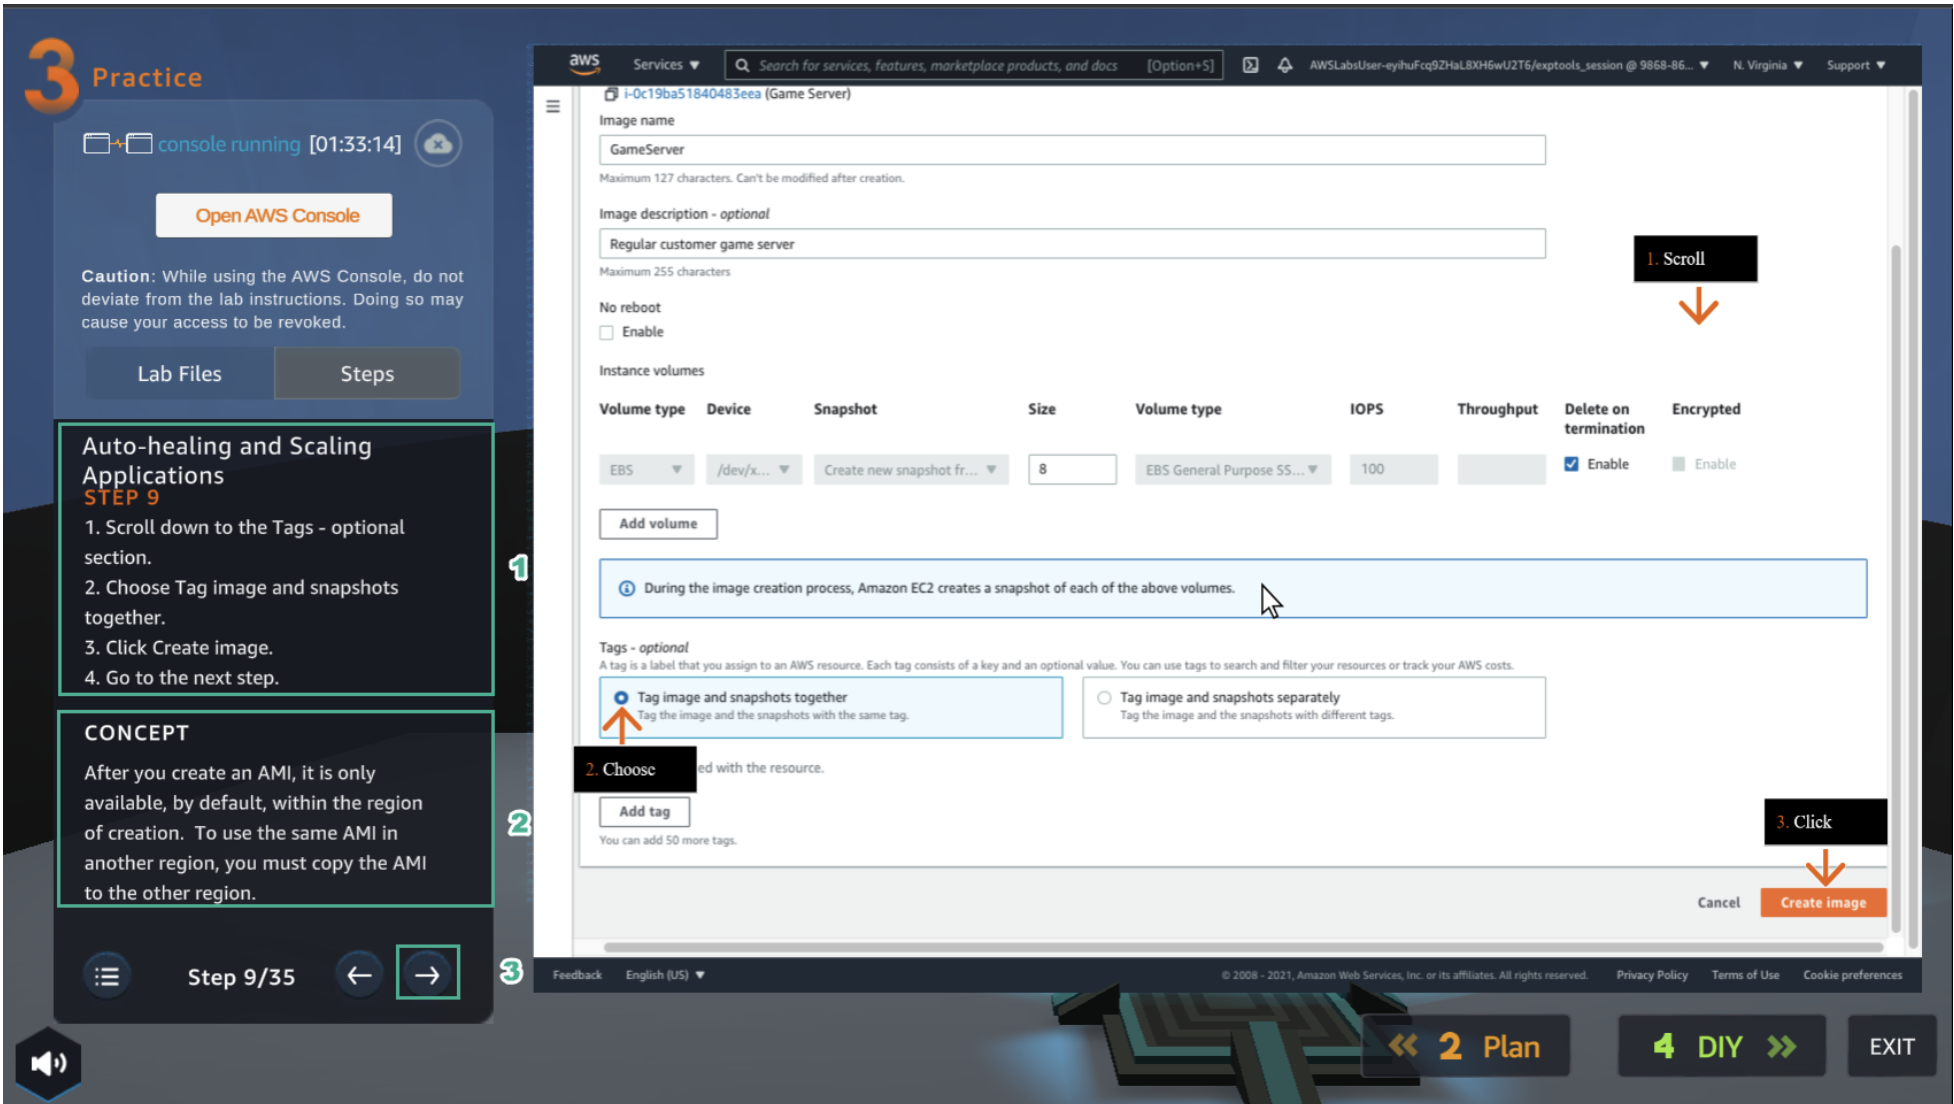 3 Practice
console running [01:33:14]
Open AWS Console
Caution: While using the AWS Console, do not
deviate from the lab instructions. Doing so may
cause your access to be revoked.
Lab Files
Steps
Auto-healing and Scaling
Applications
STEP 9
1. Scroll down to the Tags - optional
section.
2. Choose Tag image and snapshots
together.
3. Click Create image.
4. Go to the next step.
1
CONCEPT
After you create an AMI, it is only
available, by default, within the region
of creation. To use the same AMI in
another region, you must copy the AMI
to the other region.
2
Step 9/35
3
aws
Services
Search for services, features, marketplace products, and docs
[Option+S]
AWSLabsUser-eyihuFcq9ZHaL8XH6wU2T6/exptools_session @ 9868-86...
N. Virginia
Support
i-0c19ba51840483eea (Game Server)
Image name
GameServer
Maximum 127 characters. Can't be modified after creation.
Image description - optional
Regular customer game server
Maximum 255 characters
1. Scroll
No reboot
Enable
Instance volumes
Volume type Device Snapshot Size Volume type IOPS Throughput Delete on
termination Encrypted
EBS /dev/x... Create new snapshot fr... 8 EBS General Purpose SS... 100 Enable Enable
Add volume
During the image creation process, Amazon EC2 creates a snapshot of each of the above volumes.
Tags - optional
A tag is a label that you assign to an AWS resource. Each tag consists of a key and an optional value. You can use tags to search and filter your resources or track your AWS costs.
Tag image and snapshots together
Tag the image and the snapshots with the same tag.
Tag image and snapshots separately
Tag the image and the snapshots with different tags.
2. Choose
ed with the resource.
Add tag
You can add 50 more tags.
3. Click
Cancel
Create image
Feedback
English (US)
© 2008 - 2021, Amazon Web Services, Inc. or its affiliates. All rights reserved.
Privacy Policy
Terms of Use
Cookie preferences
2 Plan
4 DIY
EXIT